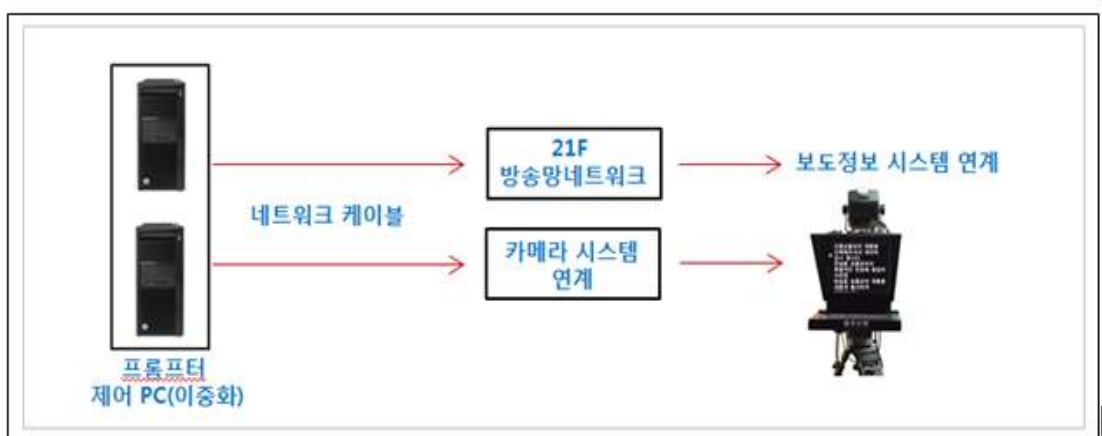 21F
방송망네트워크
보도정보 시스템 연계
네트워크 케이블
카메라 시스템
연계
프롬프터
제어 PC(이중화)